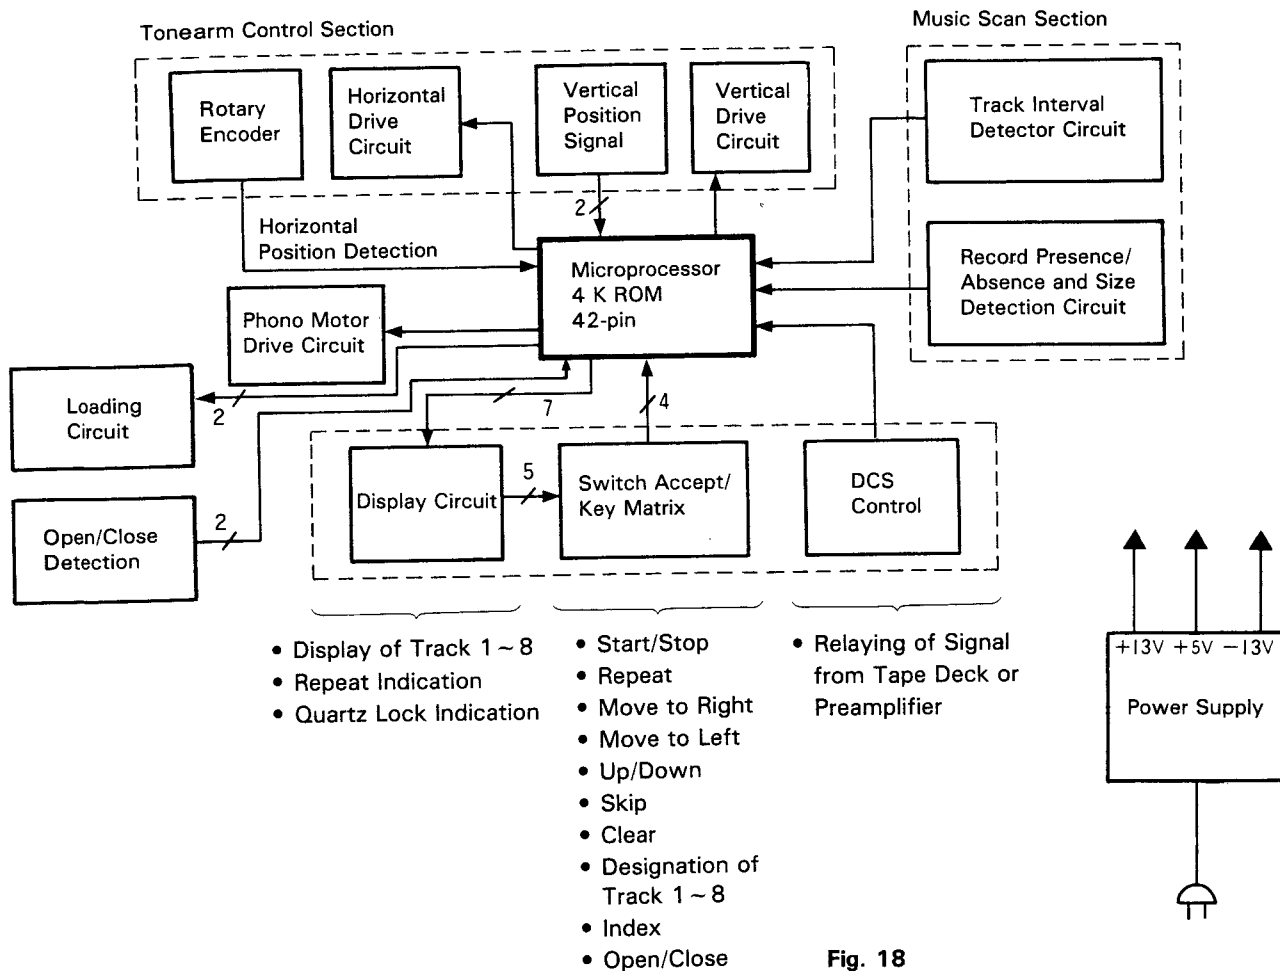 Tonearm Control Section
Music Scan Section
Rotary
Encoder
Horizontal
Drive
Circuit
Vertical
Position
Signal
Vertical
Drive
Circuit
Track Interval
Detector Circuit
2
Horizontal
Position Detection
Microprocessor
4 K ROM
42-pin
Record Presence/
Absence and Size
Detection Circuit
Phono Motor
Drive Circuit
Loading
Circuit
2
7
4
Display Circuit
5
Switch Accept/
Key Matrix
DCS
Control
Open/Close
Detection
2
• Display of Track 1 ~ 8
• Repeat Indication
• Quartz Lock Indication
• Start/Stop
• Repeat
• Move to Right
• Move to Left
• Up/Down
• Skip
• Clear
• Designation of
Track 1 ~ 8
• Index
• Open/Close
• Relaying of Signal
from Tape Deck or
Preamplifier
+13V +5V −13V
Power Supply
Fig. 18